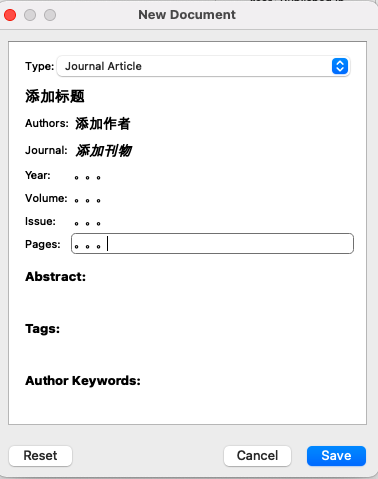 New Document
Type: Journal Article
添加标题
Authors: 添加作者
Journal: 添加刊物
Year: 。。。
Volume: 。。。
Issue: 。。。
Pages: 。。。
Abstract:
Tags:
Author Keywords:
Reset Cancel Save